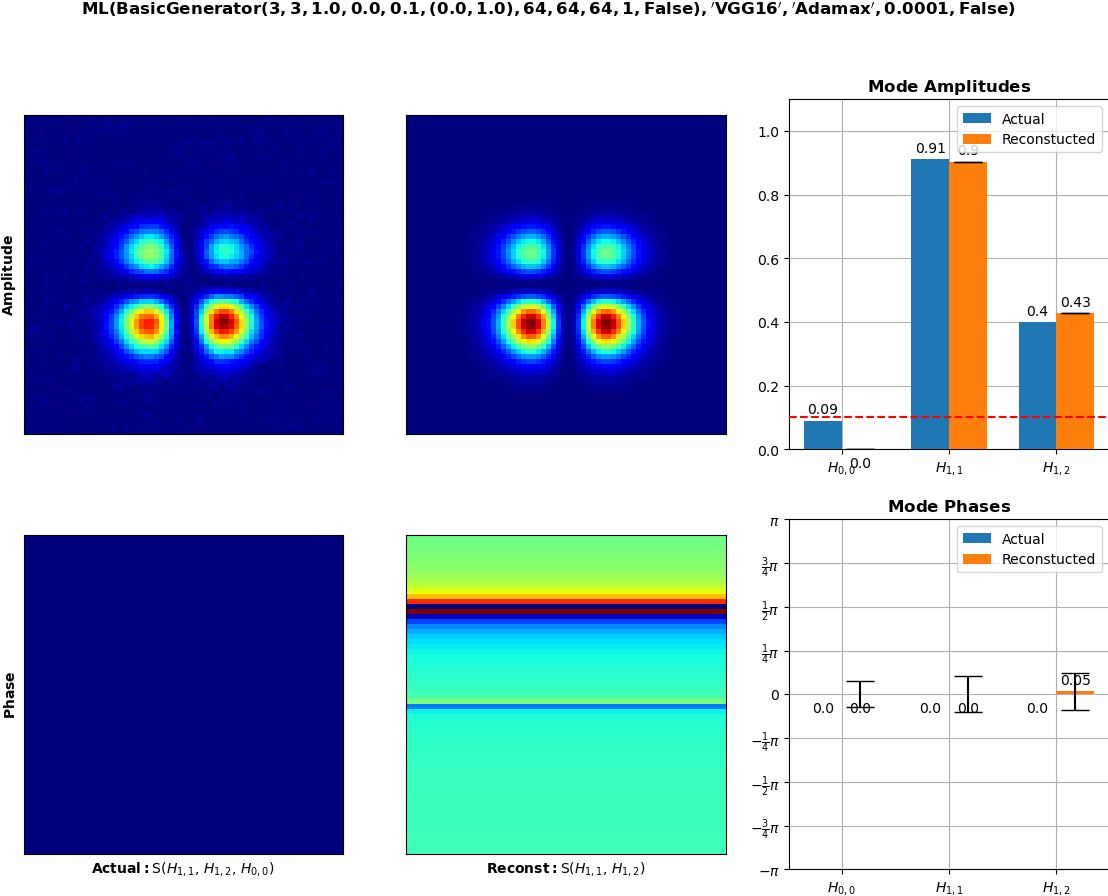 ML(BasicGenerator(3, 3, 1.0, 0.0, 0.1, (0.0, 1.0), 64, 64, 64, 1, False), 'VGG16', 'Adamax', 0.0001, False)
Amplitude
Mode Amplitudes
Actual
Reconstucted
1.0
0.8
0.6
0.4
0.2
0.0
0.09
0.0
0.91
0.9
0.4
0.43
H0,0
H1,1
H1,2
Phase
Actual: S(H1,1, H1,2, H0,0)
Reconst: S(H1,1, H1,2)
Mode Phases
Actual
Reconstucted
π
3/4π
1/2π
1/4π
0
−1/4π
−1/2π
−3/4π
−π
0.0
0.0
0.0
0.0
0.0
0.05
H0,0
H1,1
H1,2